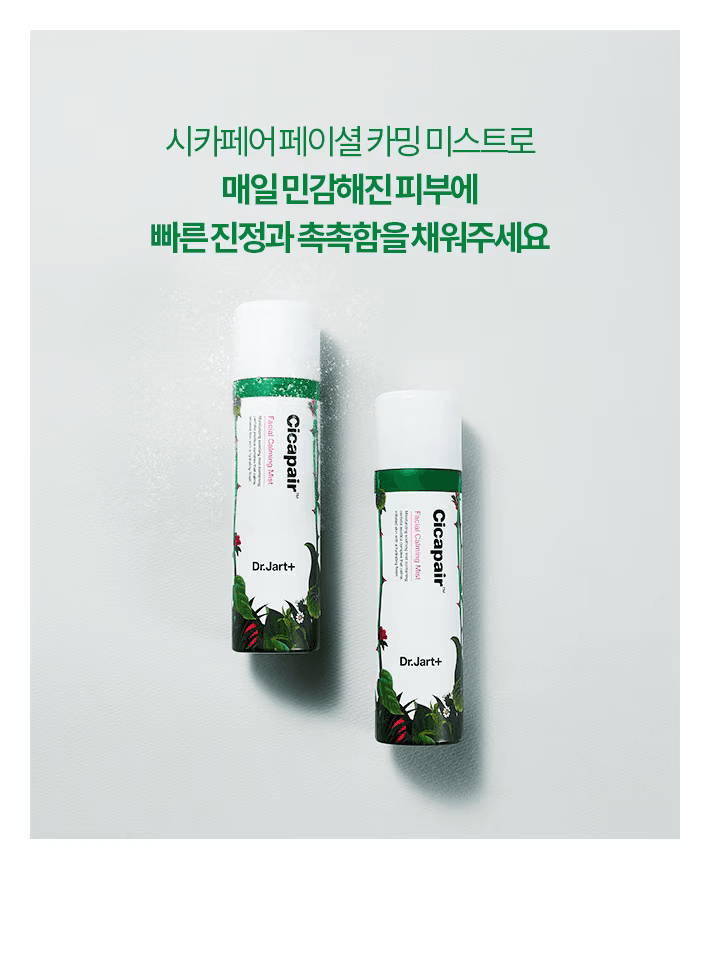 시카페어 페이셜 카밍 미스트로
매일 민감해진 피부에
빠른 진정과 촉촉함을 채워주세요
Cicapair™
Facial Calming Mist
Dr.Jart+
Cicapair™
Facial Calming Mist
Dr.Jart+